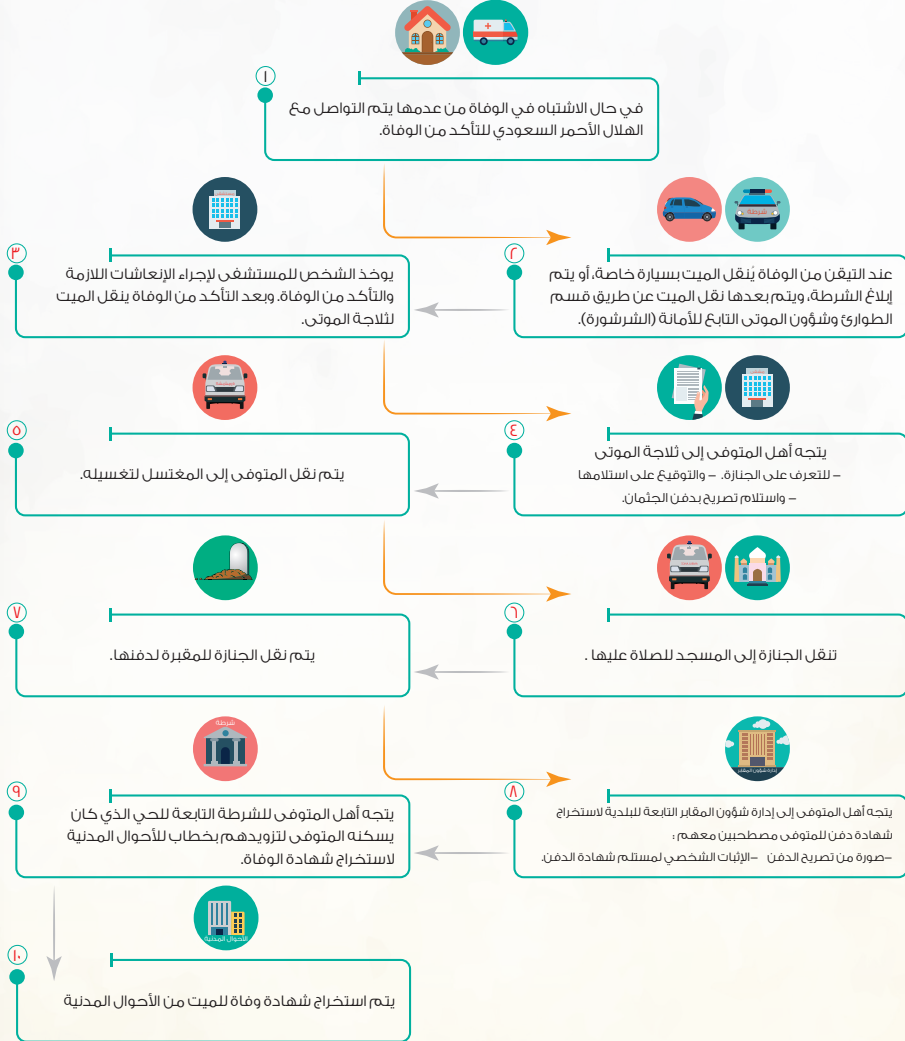 ١
في حال الاشتباه في الوفاة من عدمها يتم التواصل مع
الهلال الأحمر السعودي للتأكد من الوفاة.
شرطة
٢
عند التيقن من الوفاة يُنقل الميت بسيارة خاصة، أو يتم
إبلاغ الشرطة، ويتم بعدها نقل الميت عن طريق قسم
الطوارئ وشؤون الموتى التابع للأمانة (الشرشورة).
٣
يوخذ الشخص للمستشفى لإجراء الإنعاشات اللازمة
والتأكد من الوفاة. وبعد التأكد من الوفاة ينقل الميت
لثلاجة الموتى.
٤
يتجه أهل المتوفى إلى ثلاجة الموتى
– للتعرف على الجنازة. – والتوقيع على استلامها
– واستلام تصريح بدفن الجثمان.
٥
يتم نقل المتوفى إلى المغتسل لتغسيله.
٦
تنقل الجنازة إلى المسجد للصلاة عليها .
٧
يتم نقل الجنازة للمقبرة لدفنها.
إدارة شؤون المقابر
٨
يتجه أهل المتوفى إلى إدارة شؤون المقابر التابعة للبلدية لاستخراج
شهادة دفن للمتوفى مصطحبين معهم :
–صورة من تصريح الدفن –الإثبات الشخصي لمستلم شهادة الدفن.
شرطة
٩
يتجه أهل المتوفى للشرطة التابعة للحي الذي كان
يسكنه المتوفى لتزويدهم بخطاب للأحوال المدنية
لاستخراج شهادة الوفاة.
الأحوال المدنية
١٠
يتم استخراج شهادة وفاة للميت من الأحوال المدنية